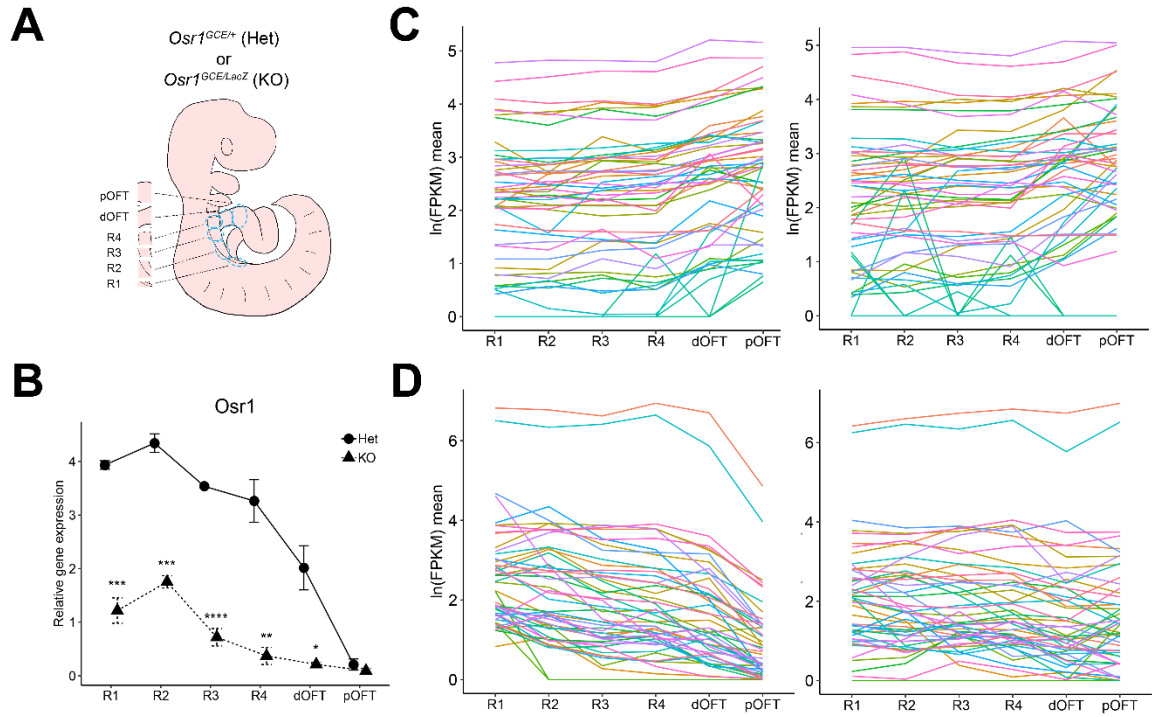 A
Osr1GCE/+ (Het)
or
Osr1GCE/LacZ (KO)
pOFT
dOFT
R4
R3
R2
R1
B
Osr1
Relative gene expression
4
3
2
1
0
Het
KO
***
***
****
**
*
R1 R2 R3 R4 dOFT pOFT
C
ln(FPKM) mean
5
4
3
2
1
0
R1 R2 R3 R4 dOFT pOFT
ln(FPKM) mean
5
4
3
2
1
0
R1 R2 R3 R4 dOFT pOFT
D
ln(FPKM) mean
6
4
2
0
R1 R2 R3 R4 dOFT pOFT
6
4
2
0
R1 R2 R3 R4 dOFT pOFT